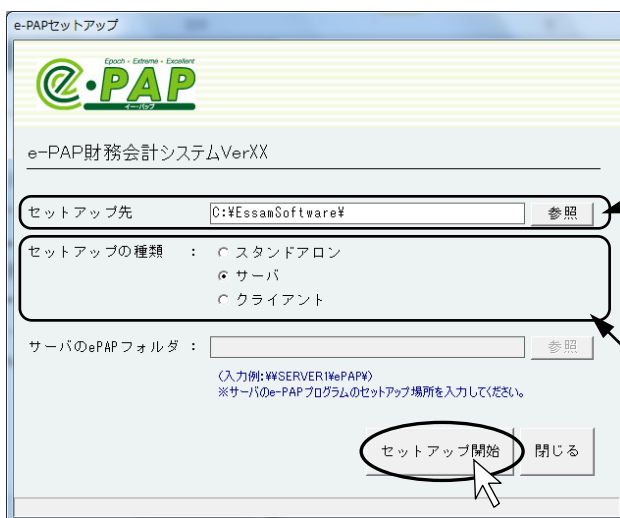 e-PAPセットアップ
Epoch・Extreme・Excellent
e・PAP
イー・パップ
e-PAP財務会計システムVerXX
セットアップ先 C:¥EssamSoftware¥ 参照
セットアップの種類 : スタンドアロン
サーバ
クライアント
サーバのePAPフォルダ : 参照
(入力例:¥¥SERVER1¥ePAP¥)
※サーバのe-PAPプログラムのセットアップ場所を入力してください。
セットアップ開始 閉じる